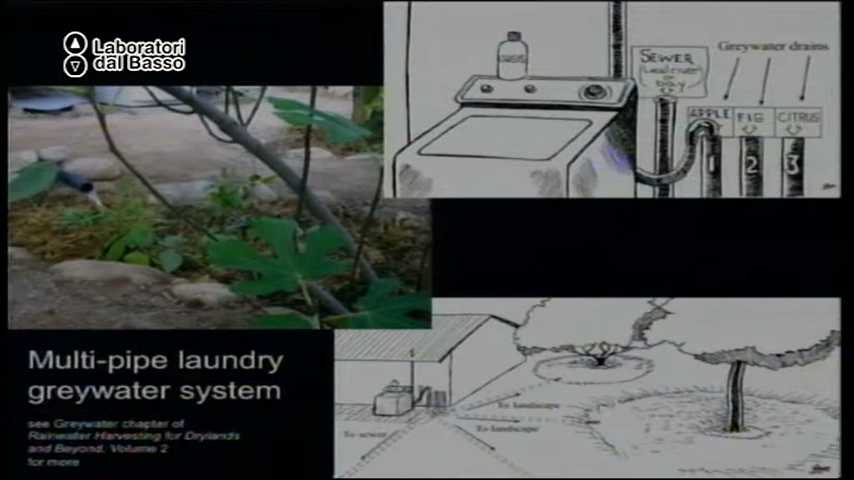 Laboratori
dal Basso
OASIS
SEWER
Greywater drains
APPLE
FIG
CITRUS
1
2
3
Multi-pipe laundry
greywater system
see Greywater chapter of
Rainwater Harvesting for Drylands
and Beyond, Volume 2
for more
To sewer
To landscape
To landscape